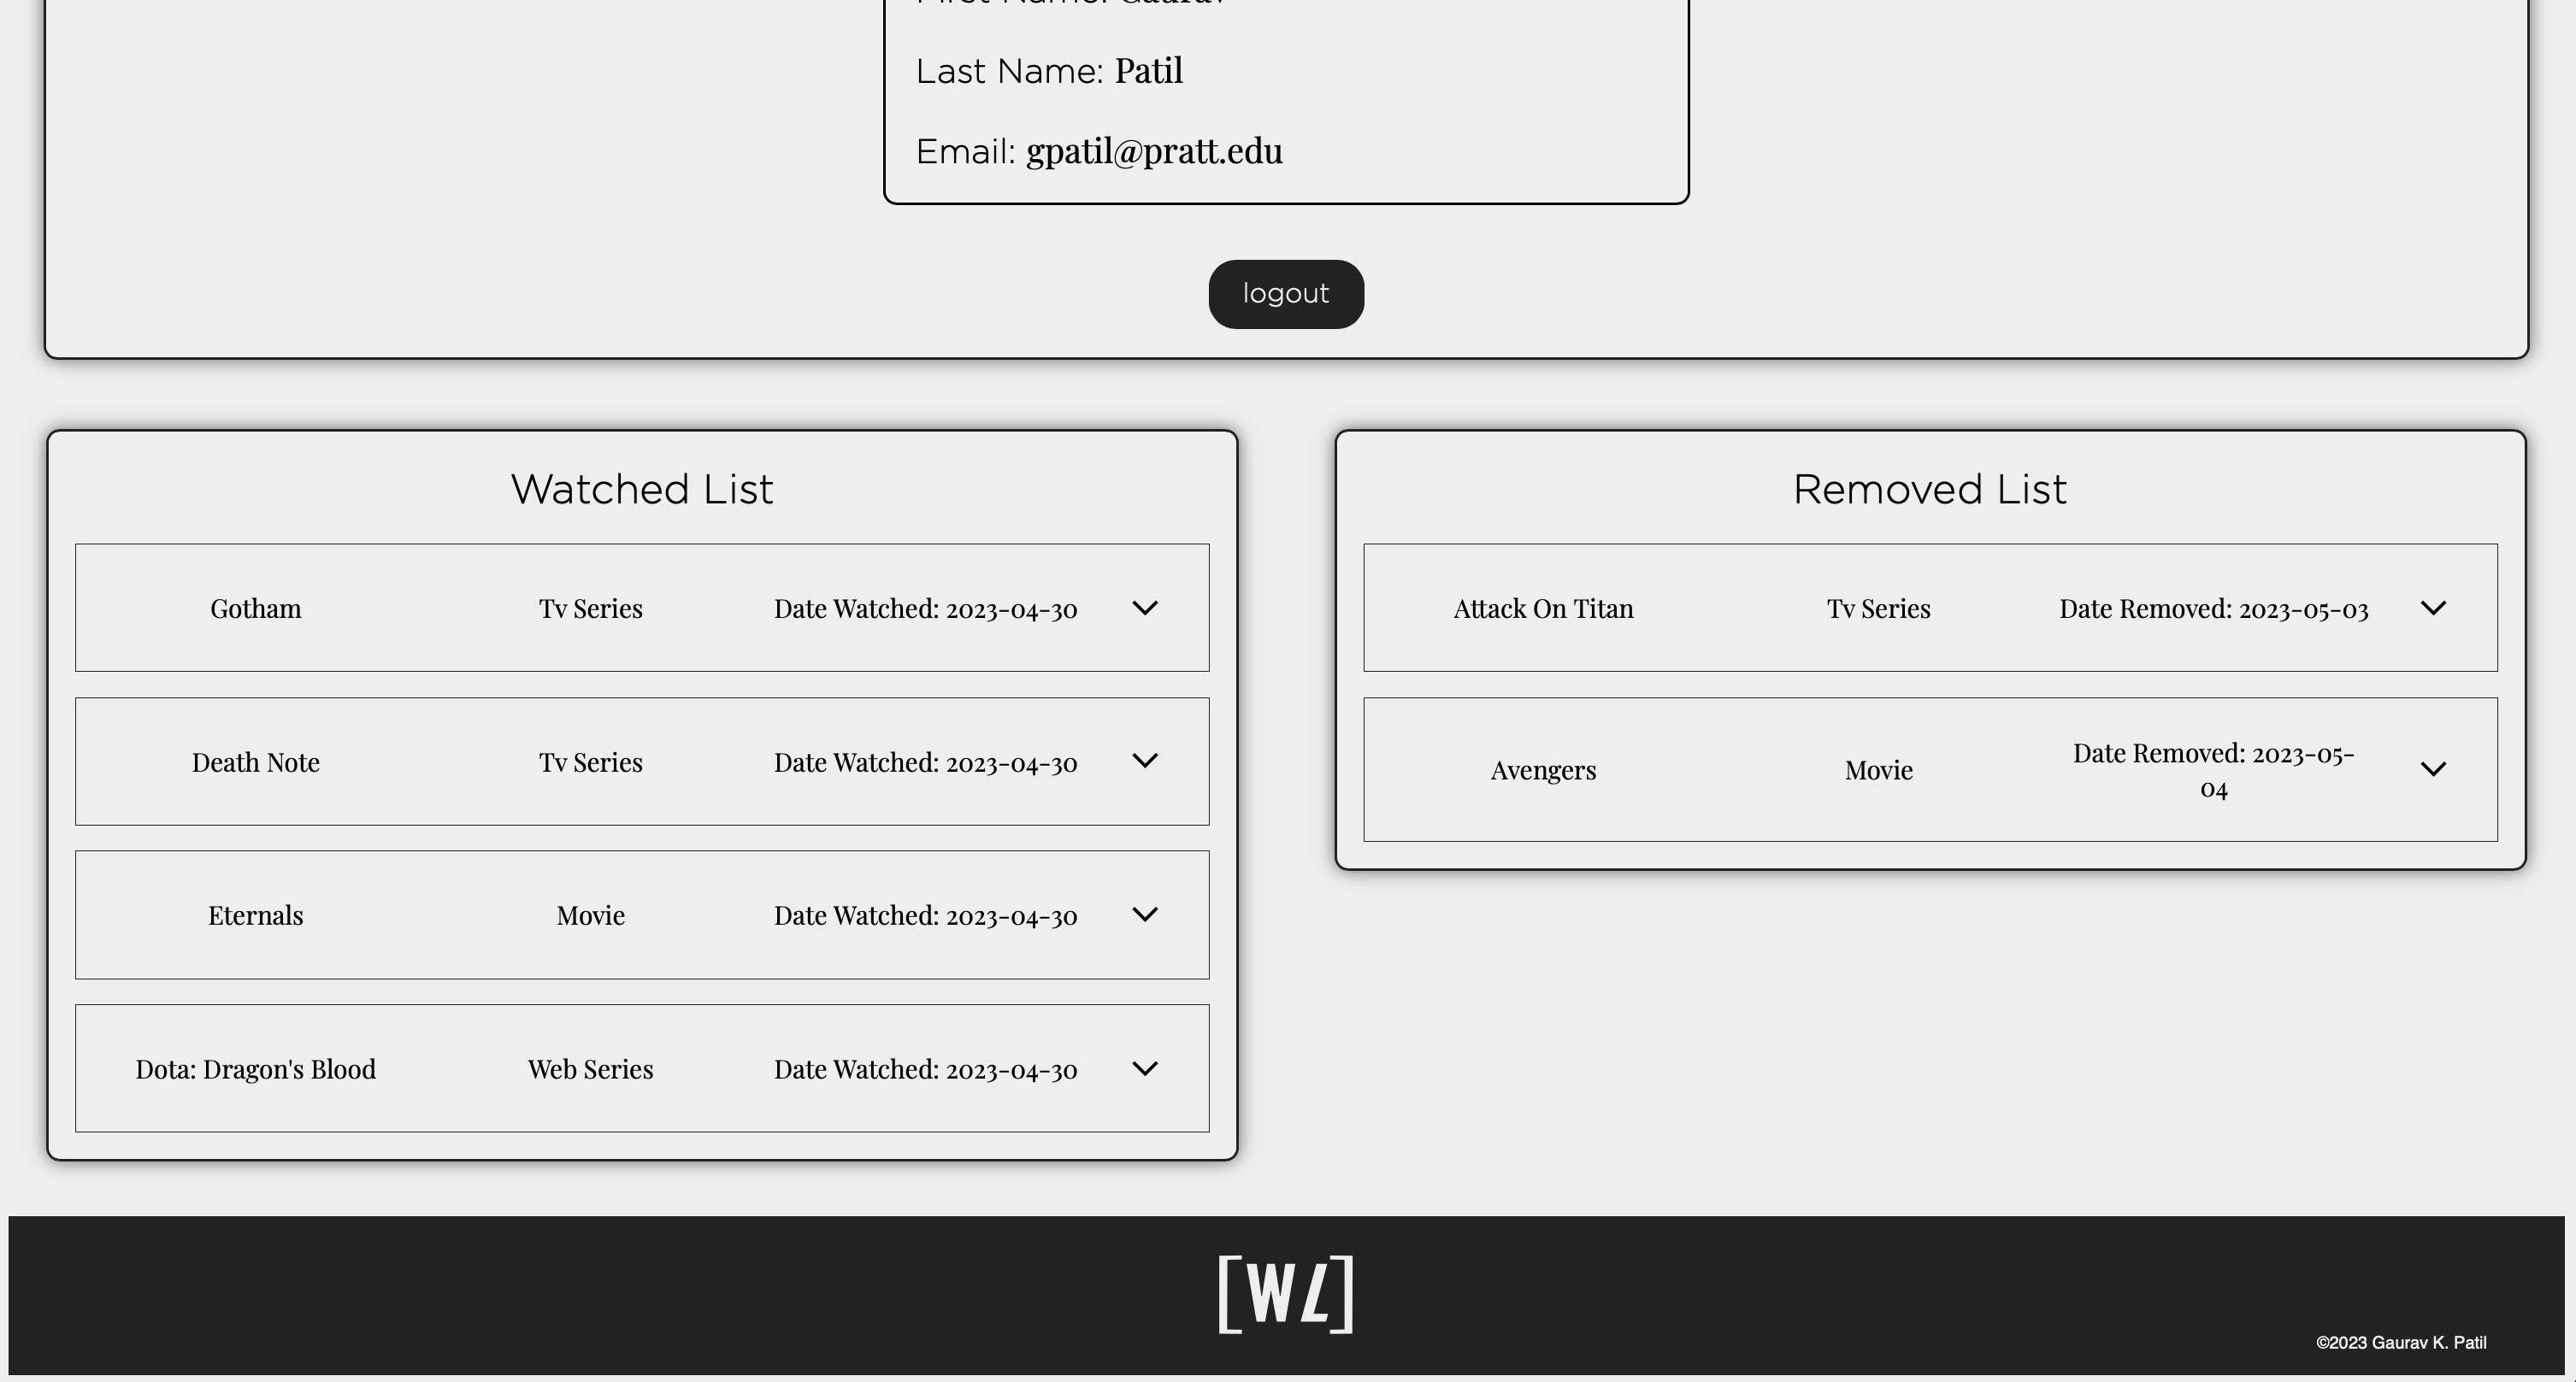 First Name: Gaurav
Last Name: Patil
Email: gpatil@pratt.edu
logout
Watched List
Gotham Tv Series Date Watched: 2023-04-30
Death Note Tv Series Date Watched: 2023-04-30
Eternals Movie Date Watched: 2023-04-30
Dota: Dragon's Blood Web Series Date Watched: 2023-04-30
Removed List
Attack On Titan Tv Series Date Removed: 2023-05-03
Avengers Movie Date Removed: 2023-05-
04
[WL]
©2023 Gaurav K. Patil